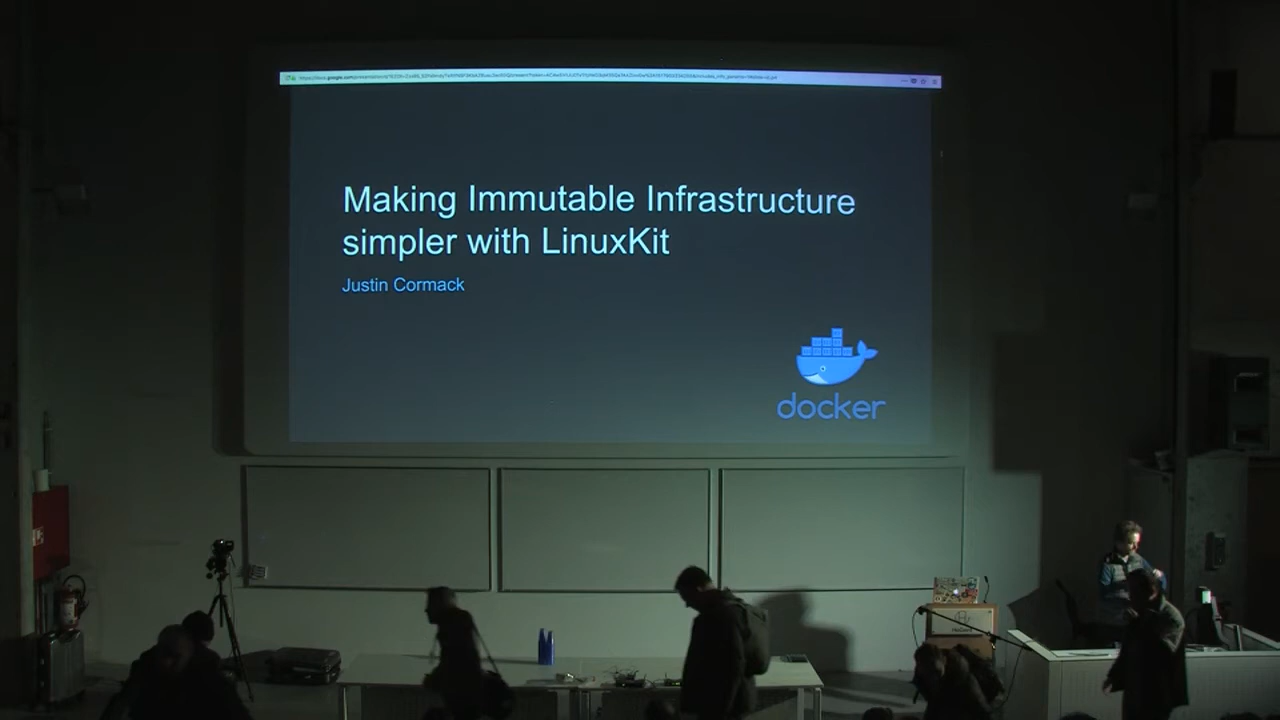 Making Immutable Infrastructure
simpler with LinuxKit
Justin Cormack
docker